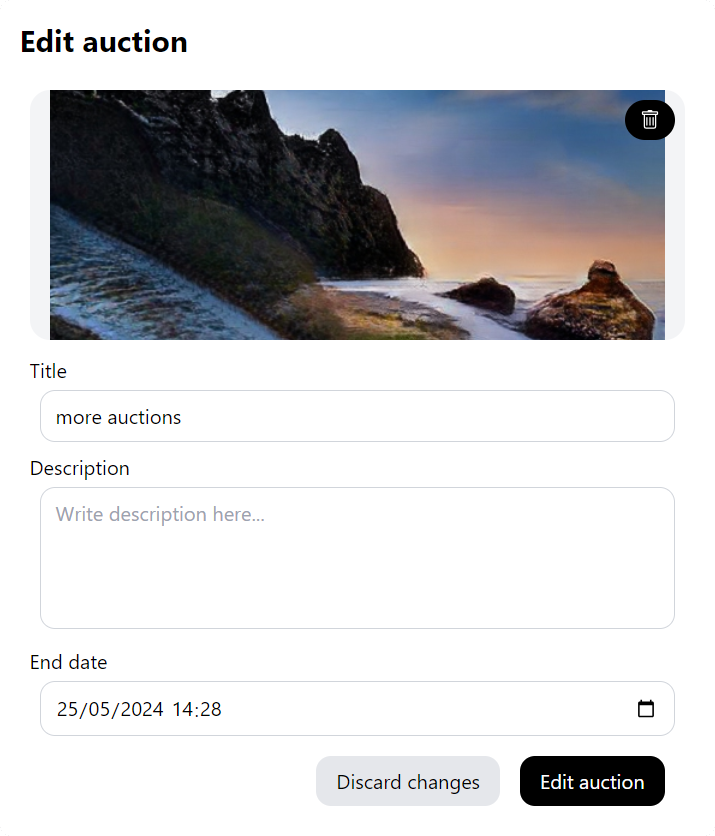 Edit auction
Title
more auctions
Description
Write description here...
End date
25/05/2024 14:28
Discard changes
Edit auction